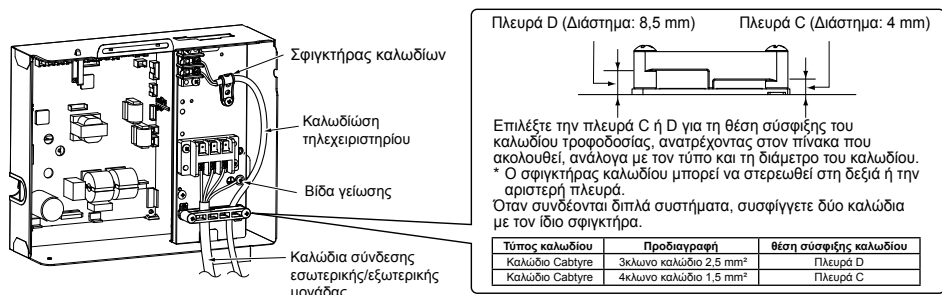 Σφιγκτήρας καλωδίων
Καλωδίωση
τηλεχειριστηρίου
Βίδα γείωσης
Καλώδια σύνδεσης
εσωτερικής/εξωτερικής
μονάδας
Πλευρά D (Διάστημα: 8,5 mm) Πλευρά C (Διάστημα: 4 mm)
Επιλέξτε την πλευρά C ή D για τη θέση σύσφιξης του
καλωδίου τροφοδοσίας, ανατρέχοντας στον πίνακα που
ακολουθεί, ανάλογα με τον τύπο και τη διάμετρο του καλωδίου.
* Ο σφιγκτήρας καλωδίου μπορεί να στερεωθεί στη δεξιά ή την
αριστερή πλευρά.
Όταν συνδέονται διπλά συστήματα, συσφίγγετε δύο καλώδια
με τον ίδιο σφιγκτήρα.
Τύπος καλωδίου Προδιαγραφή θέση σύσφιξης καλωδίου
Καλώδιο Cabtyre 3κλωνο καλώδιο 2,5 mm² Πλευρά D
Καλώδιο Cabtyre 4κλωνο καλώδιο 1,5 mm² Πλευρά C